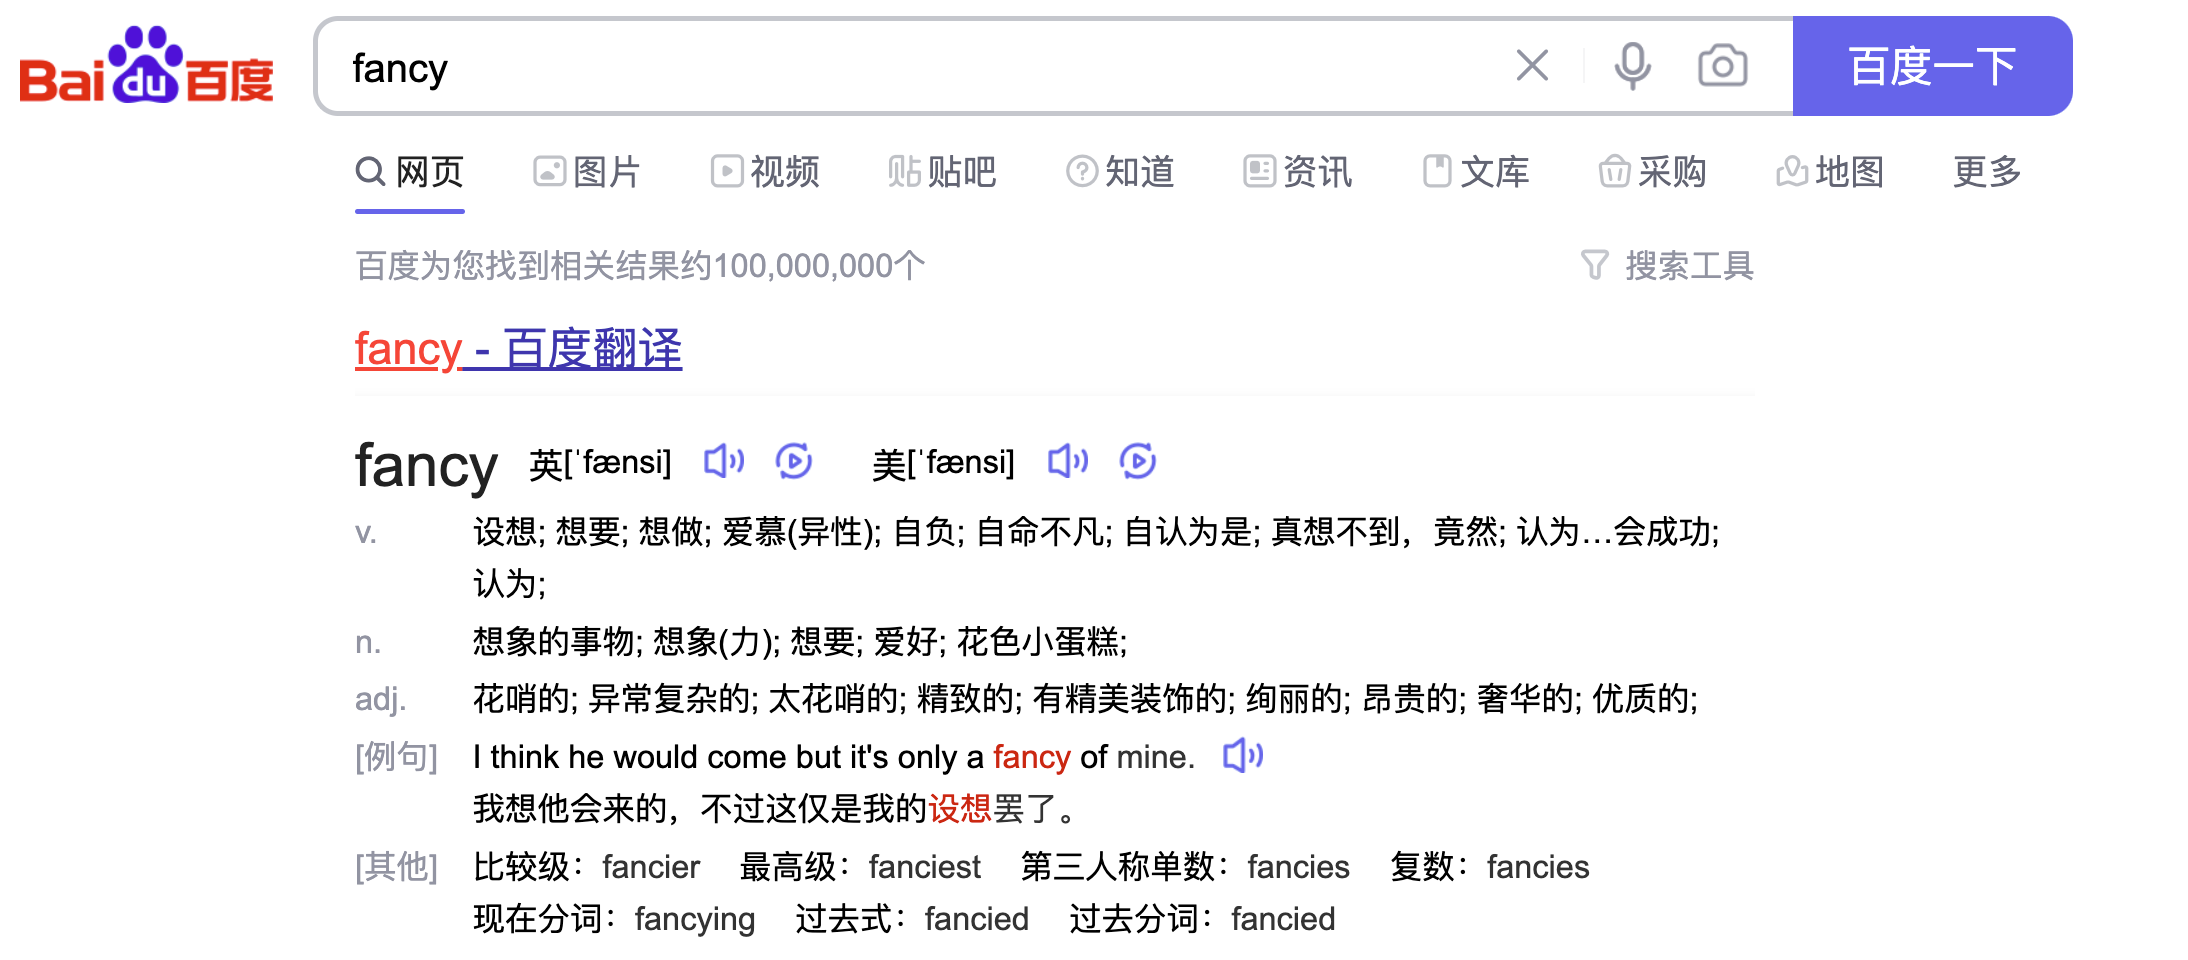 Bai du 百度 fancy 百度一下
网页 图片 视频 贴吧 知道 资讯 文库 采购 地图 更多
百度为您找到相关结果约100,000,000个 搜索工具
fancy - 百度翻译
fancy 英[ˈfænsi] 美[ˈfænsi]
v. 设想; 想要; 想做; 爱慕(异性); 自负; 自命不凡; 自认为是; 真想不到，竟然; 认为…会成功;
认为;
n. 想象的事物; 想象(力); 想要; 爱好; 花色小蛋糕;
adj. 花哨的; 异常复杂的; 太花哨的; 精致的; 有精美装饰的; 绚丽的; 昂贵的; 奢华的; 优质的;
[例句] I think he would come but it's only a fancy of mine.
我想他会来的，不过这仅是我的设想罢了。
[其他] 比较级：fancier 最高级：fanciest 第三人称单数：fancies 复数：fancies
现在分词：fancying 过去式：fancied 过去分词：fancied